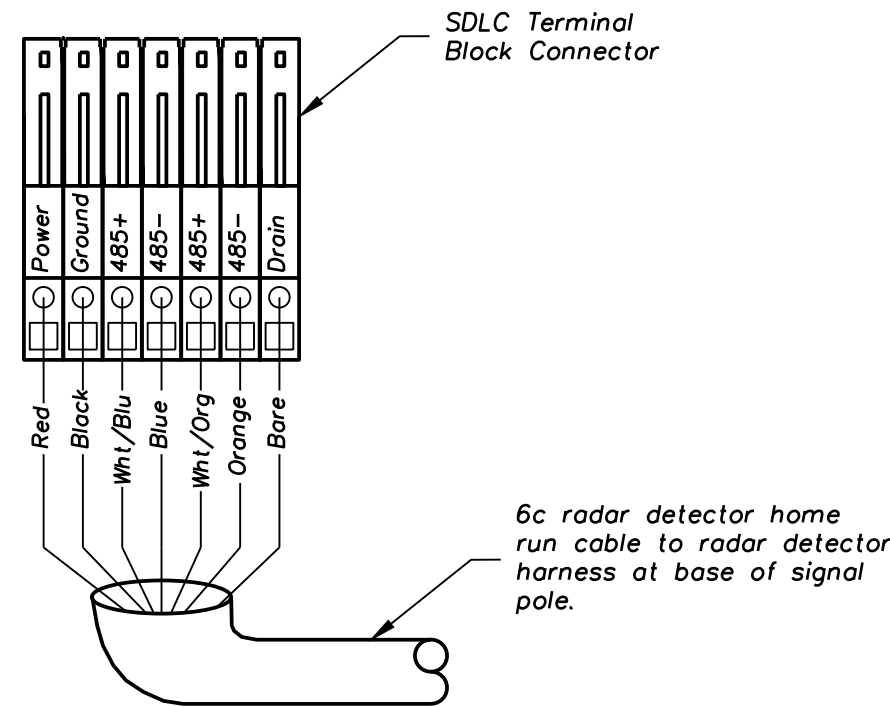 SDLC Terminal
Block Connector
Power
Ground
485+
485-
485+
485-
Drain
Red
Black
Wht/Blu
Blue
Wht/Org
Orange
Bare
6c radar detector home
run cable to radar detector
harness at base of signal
pole.